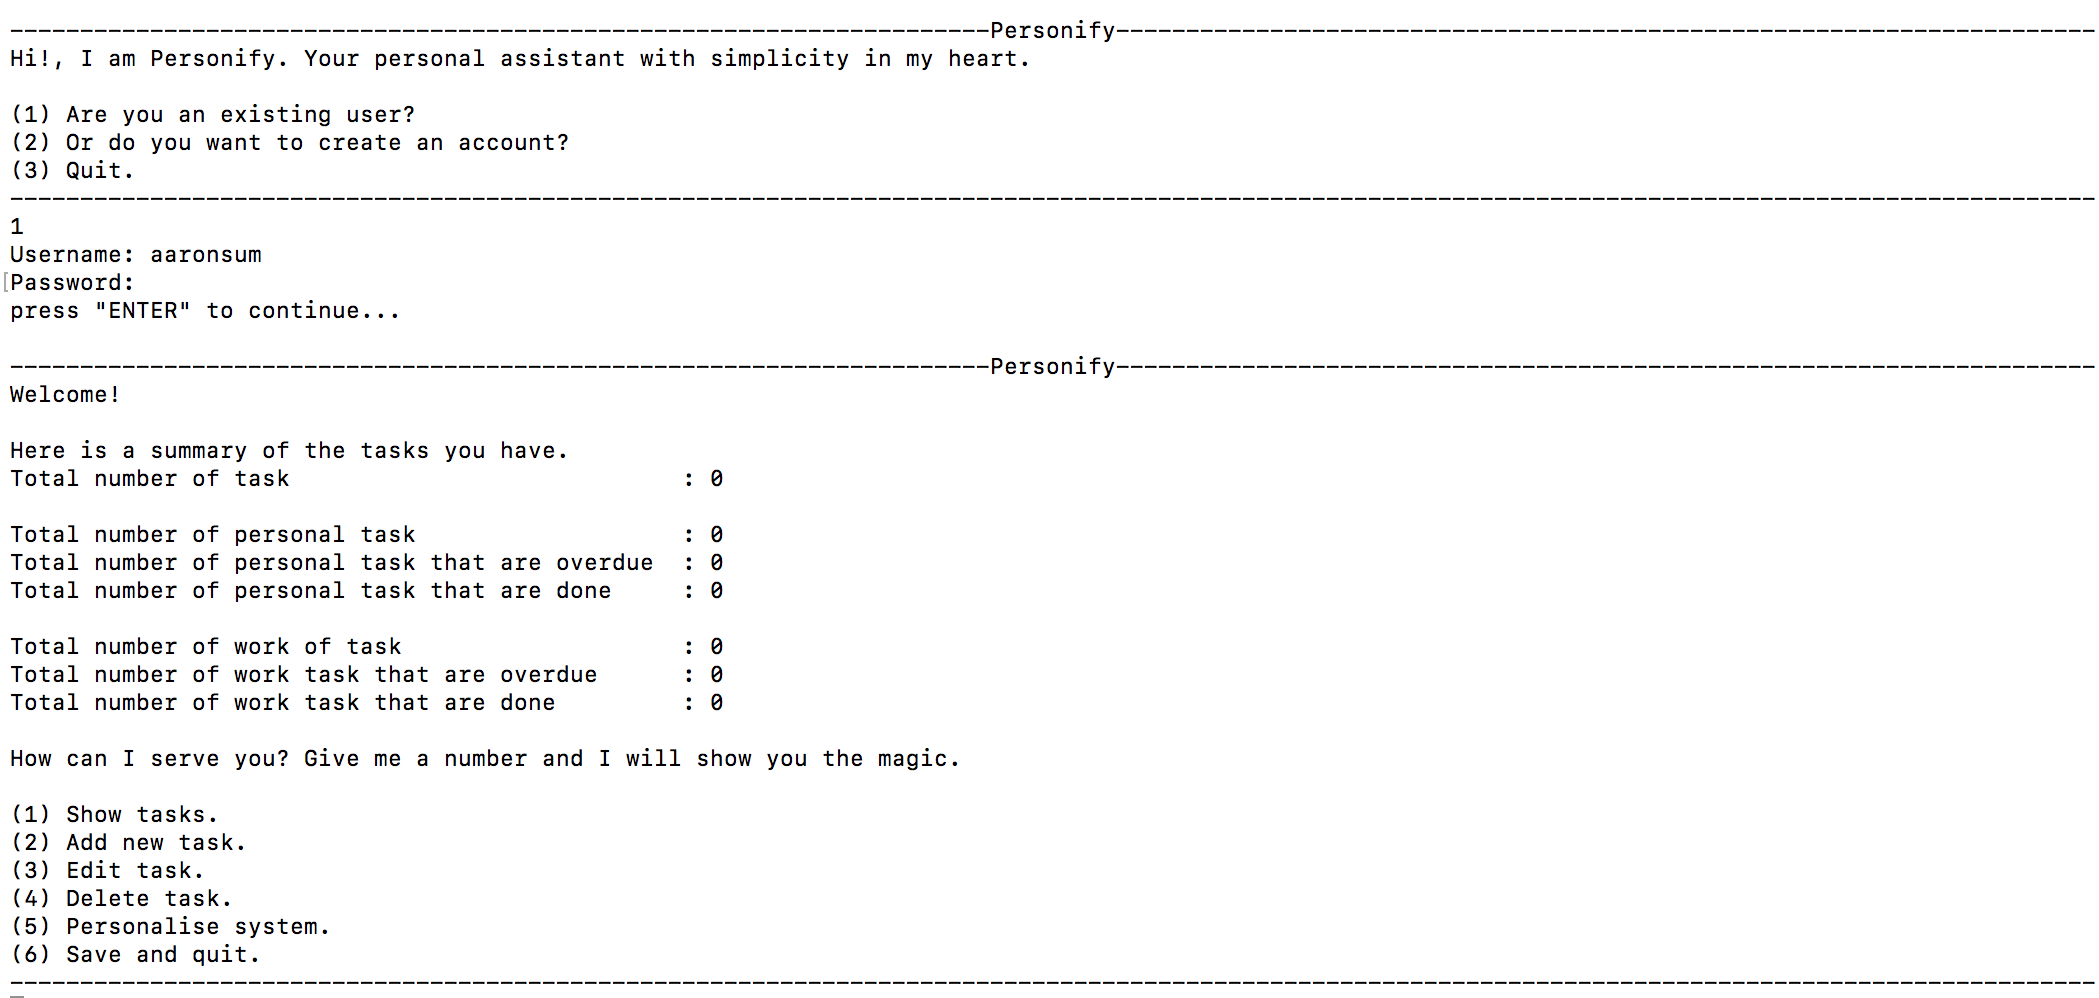 ----------------------------------------------------------------------Personify----------------------------------------------------------------------
Hi!, I am Personify. Your personal assistant with simplicity in my heart.
(1) Are you an existing user?
(2) Or do you want to create an account?
(3) Quit.
-----------------------------------------------------------------------------------------------------------------------------------------------------
1
Username: aaronsum
[Password:
press "ENTER" to continue...
----------------------------------------------------------------------Personify----------------------------------------------------------------------
Welcome!
Here is a summary of the tasks you have.
Total number of task                            : 0
Total number of personal task                   : 0
Total number of personal task that are overdue  : 0
Total number of personal task that are done     : 0
Total number of work of task                    : 0
Total number of work task that are overdue      : 0
Total number of work task that are done         : 0
How can I serve you? Give me a number and I will show you the magic.
(1) Show tasks.
(2) Add new task.
(3) Edit task.
(4) Delete task.
(5) Personalise system.
(6) Save and quit.
-----------------------------------------------------------------------------------------------------------------------------------------------------